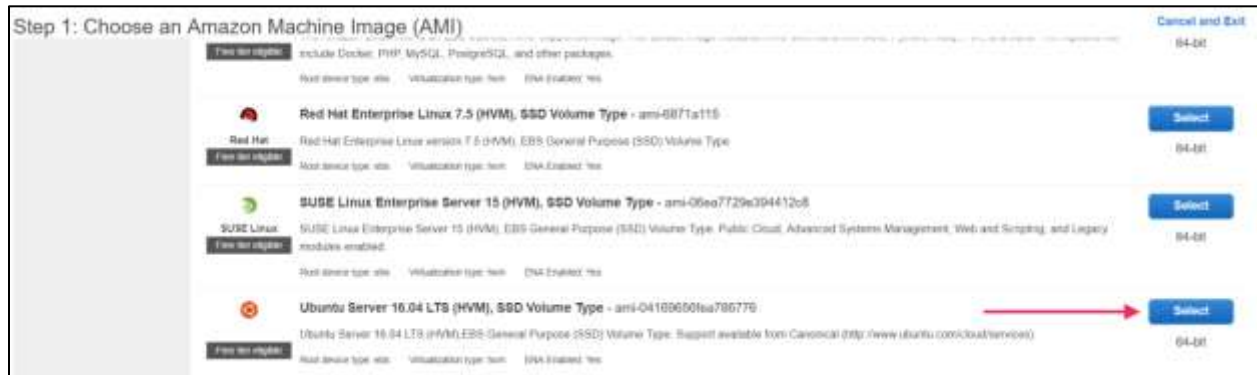 Step 1: Choose an Amazon Machine Image (AMI)
Cancel and Exit
Free tier eligible
include Docker, PHP, MySQL, PostgreSQL, and other packages.
64-bit
Root device type: ebs Virtualization type: hvm ENA Enabled: Yes
Red Hat
Free tier eligible
Red Hat Enterprise Linux 7.5 (HVM), SSD Volume Type - ami-6871a115
Red Hat Enterprise Linux version 7.5 (HVM), EBS General Purpose (SSD) Volume Type
Root device type: ebs Virtualization type: hvm ENA Enabled: Yes
Select
64-bit
SUSE Linux
Free tier eligible
SUSE Linux Enterprise Server 15 (HVM), SSD Volume Type - ami-06ea7729e394412c8
SUSE Linux Enterprise Server 15 (HVM), EBS General Purpose (SSD) Volume Type. Public Cloud, Advanced Systems Management, Web and Scripting, and Legacy
modules enabled.
Root device type: ebs Virtualization type: hvm ENA Enabled: Yes
Select
64-bit
Free tier eligible
Ubuntu Server 16.04 LTS (HVM), SSD Volume Type - ami-04169656fea786776
Ubuntu Server 16.04 LTS (HVM),EBS General Purpose (SSD) Volume Type. Support available from Canonical (http://www.ubuntu.com/cloud/services).
Root device type: ebs Virtualization type: hvm ENA Enabled: Yes
Select
64-bit